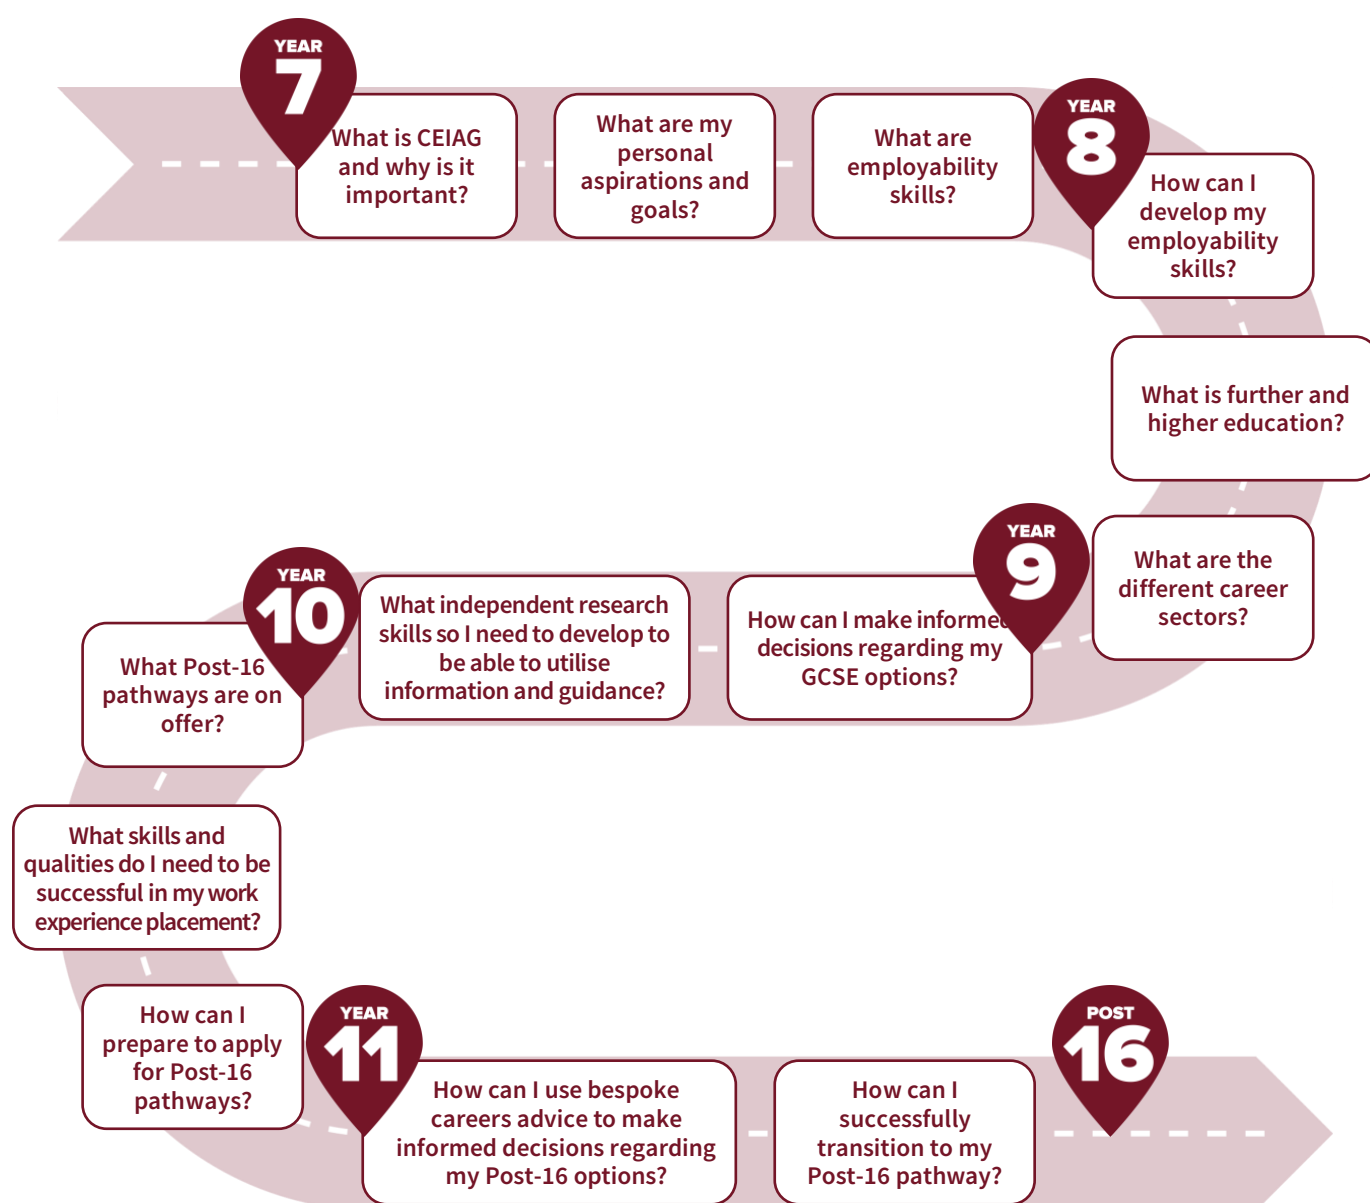 YEAR
7
What is CEIAG
and why is it
important?
What are my
personal
aspirations and
goals?
What are
employability
skills?
YEAR
8
How can I
develop my
employability
skills?
What is further and
higher education?
What are the
different career
sectors?
YEAR
9
How can I make informed
decisions regarding my
GCSE options?
What independent research
skills so I need to develop to
be able to utilise
information and guidance?
YEAR
10
What Post-16
pathways are on
offer?
What skills and
qualities do I need to be
successful in my work
experience placement?
How can I
prepare to apply
for Post-16
pathways?
YEAR
11
How can I use bespoke
careers advice to make
informed decisions regarding
my Post-16 options?
How can I
successfully
transition to my
Post-16 pathway?
POST
16